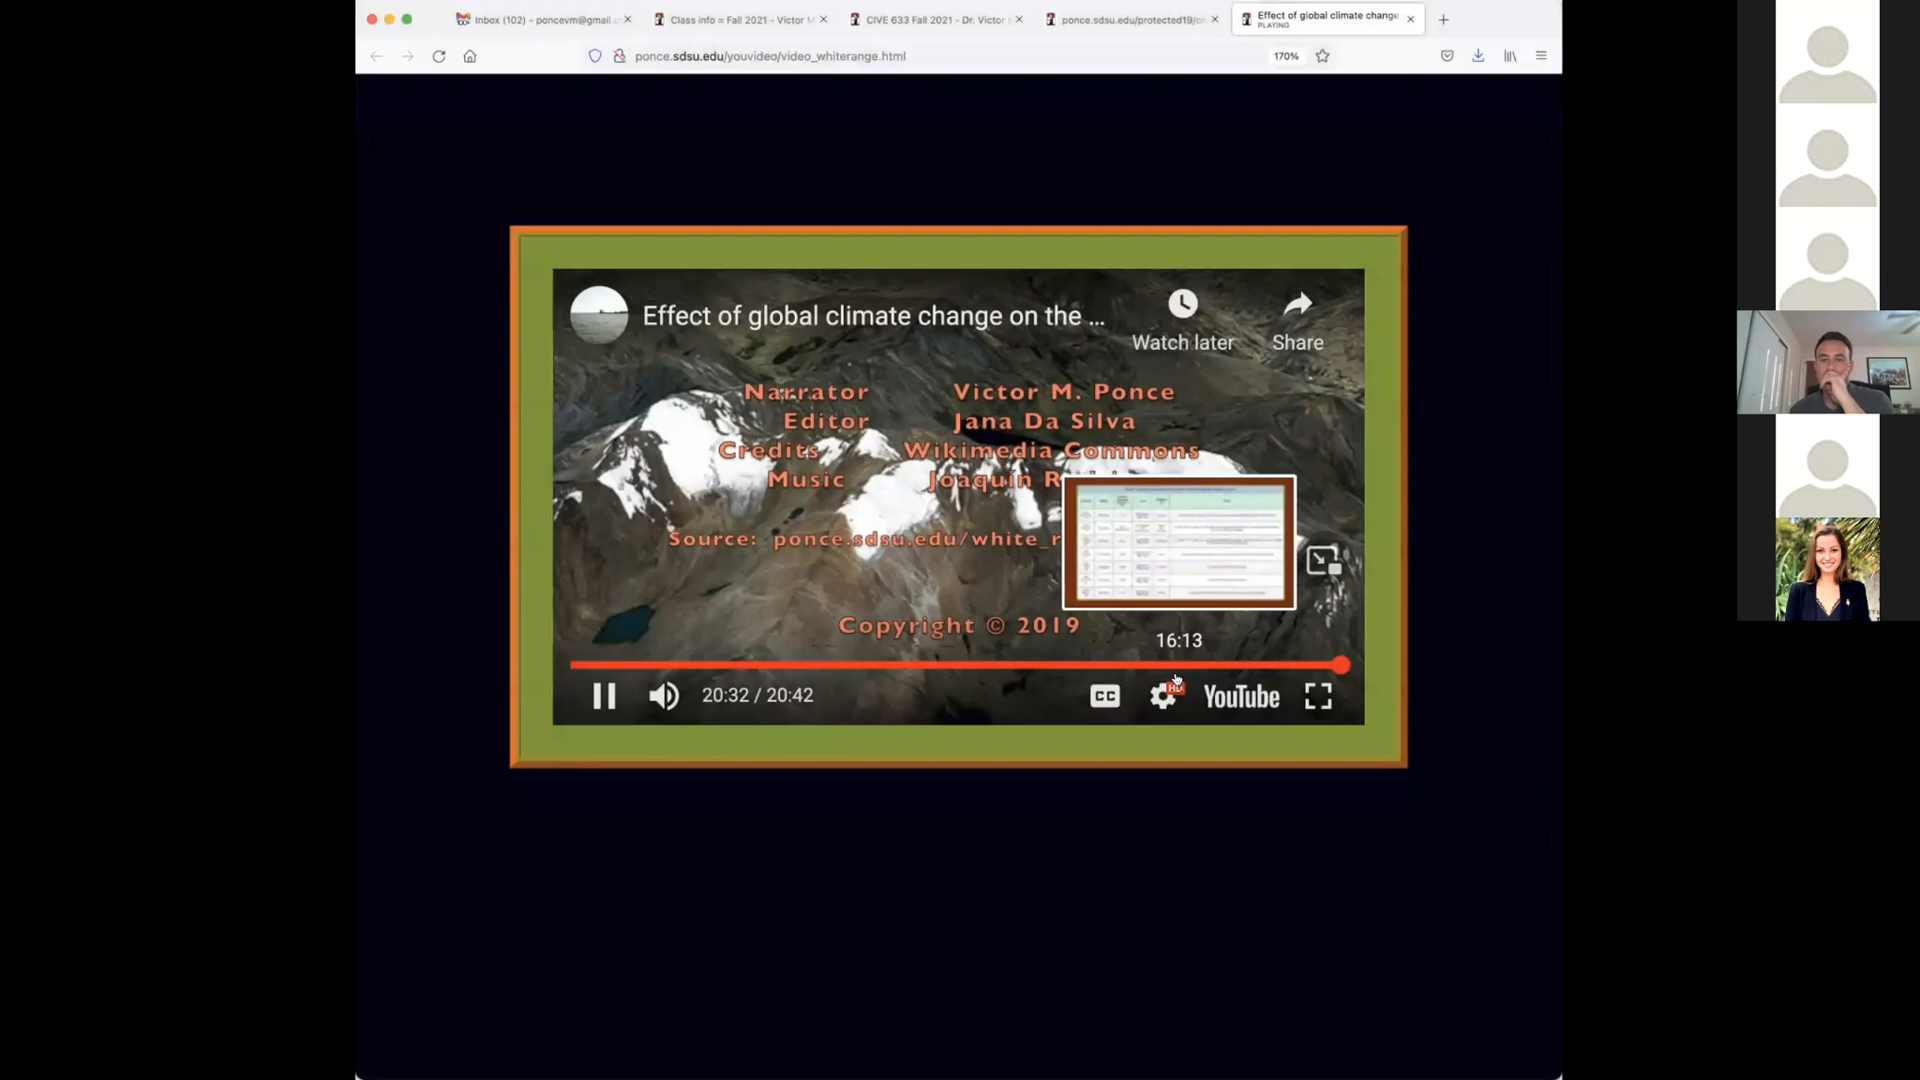 Inbox (102) - poncevm@gmail.c
Class info = Fall 2021 - Victor M
CIVE 633 Fall 2021 - Dr. Victor
ponce.sdsu.edu/protected19/cr
Effect of global climate change
PLAYING
ponce.sdsu.edu/youvideo/video_whiterange.html
170%
Effect of global climate change on the ...
Watch later
Share
Narrator Victor M. Ponce
Editor Jana Da Silva
Credits Wikimedia Commons
Music Joaquin
Source: ponce.sdsu.edu/white_r
Copyright © 2019
16:13
20:32 / 20:42
CC
HD
YouTube